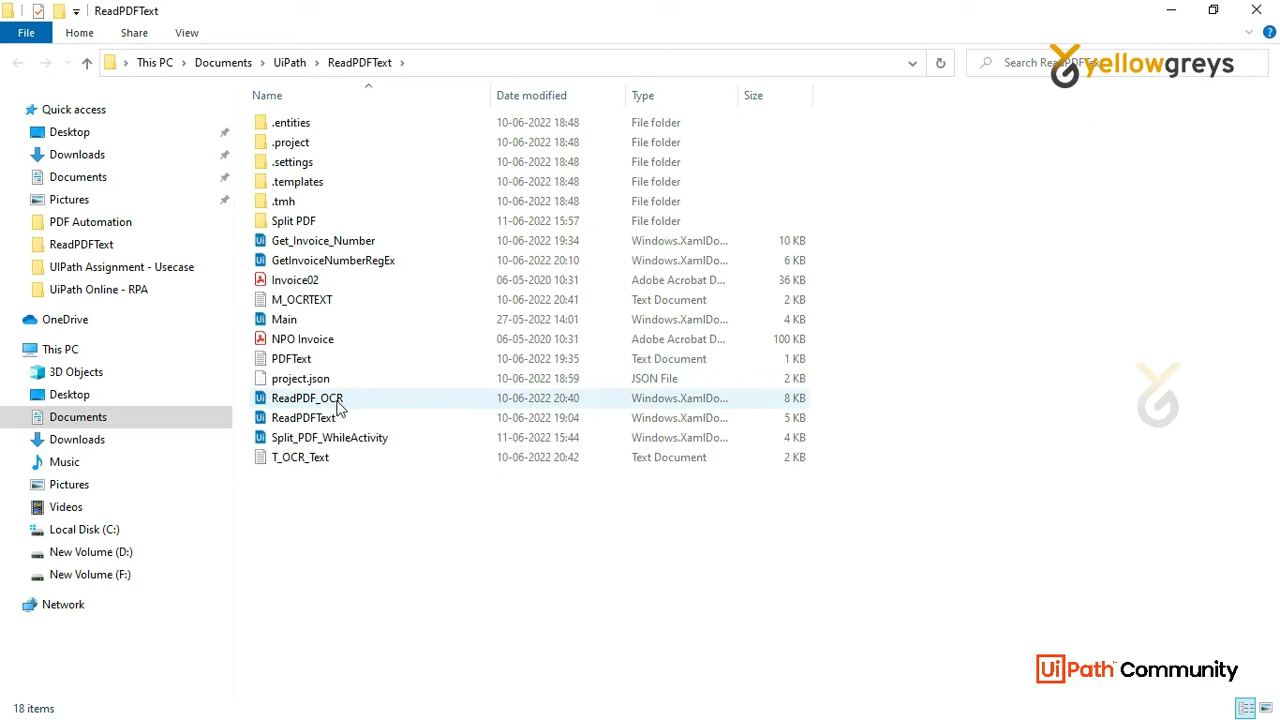 ReadPDFText
File Home Share View
This PC Documents UiPath ReadPDFText
Search
yellowgreys
Name Date modified Type Size
Quick access
Desktop
Downloads
Documents
Pictures
PDF Automation
ReadPDFText
UIPath Assignment - Usecase
UiPath Online - RPA
OneDrive
This PC
3D Objects
Desktop
Documents
Downloads
Music
Pictures
Videos
Local Disk (C:)
New Volume (D:)
New Volume (F:)
Network
.entities 10-06-2022 18:48 File folder
.project 10-06-2022 18:48 File folder
.settings 10-06-2022 18:48 File folder
.templates 10-06-2022 18:48 File folder
.tmh 10-06-2022 18:48 File folder
Split PDF 11-06-2022 15:57 File folder
Get_Invoice_Number 10-06-2022 19:34 Windows.XamlDo... 10 KB
GetInvoiceNumberRegEx 10-06-2022 20:10 Windows.XamlDo... 6 KB
Invoice02 06-05-2020 10:31 Adobe Acrobat D... 36 KB
M_OCRTEXT 10-06-2022 20:41 Text Document 2 KB
Main 27-05-2022 14:01 Windows.XamlDo... 4 KB
NPO Invoice 06-05-2020 10:31 Adobe Acrobat D... 100 KB
PDFText 10-06-2022 19:35 Text Document 1 KB
project.json 10-06-2022 18:59 JSON File 2 KB
ReadPDF_OCR 10-06-2022 20:40 Windows.XamlDo... 8 KB
ReadPDFText 10-06-2022 19:04 Windows.XamlDo... 5 KB
Split_PDF_WhileActivity 11-06-2022 15:44 Windows.XamlDo... 4 KB
T_OCR_Text 10-06-2022 20:42 Text Document 2 KB
UiPath Community
18 items